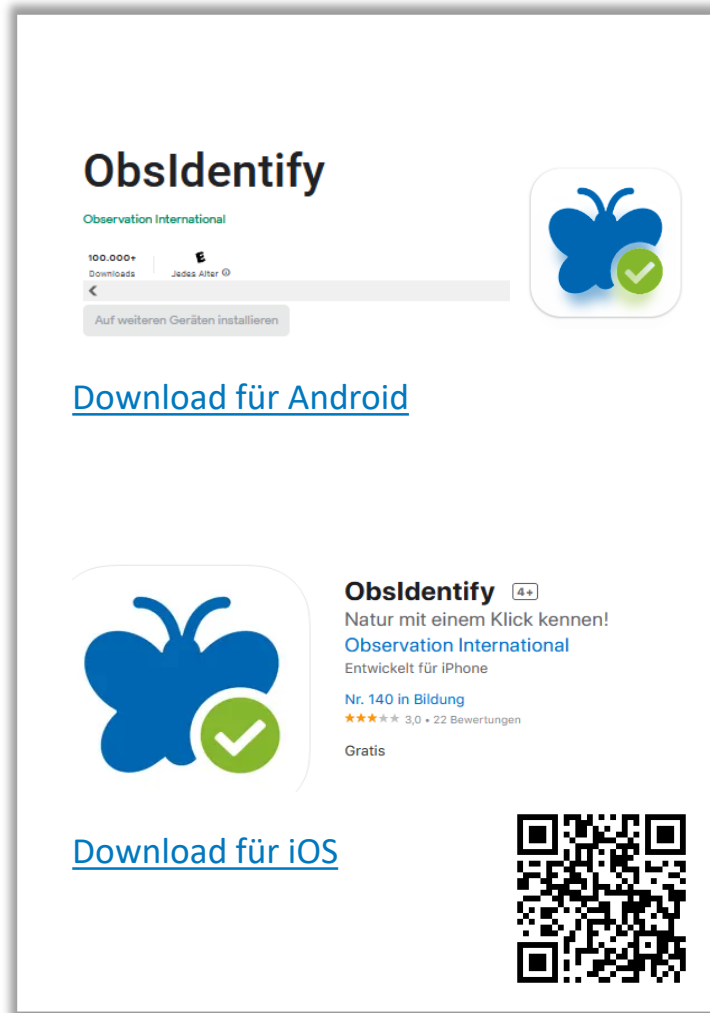 ObsIdentify
Observation International
100.000+
Downloads
E
Jedes Alter
Auf weiteren Geräten installieren
Download für Android
ObsIdentify 4+
Natur mit einem Klick kennen!
Observation International
Entwickelt für iPhone
Nr. 140 in Bildung
★★★★★ 3,0 • 22 Bewertungen
Gratis
Download für iOS